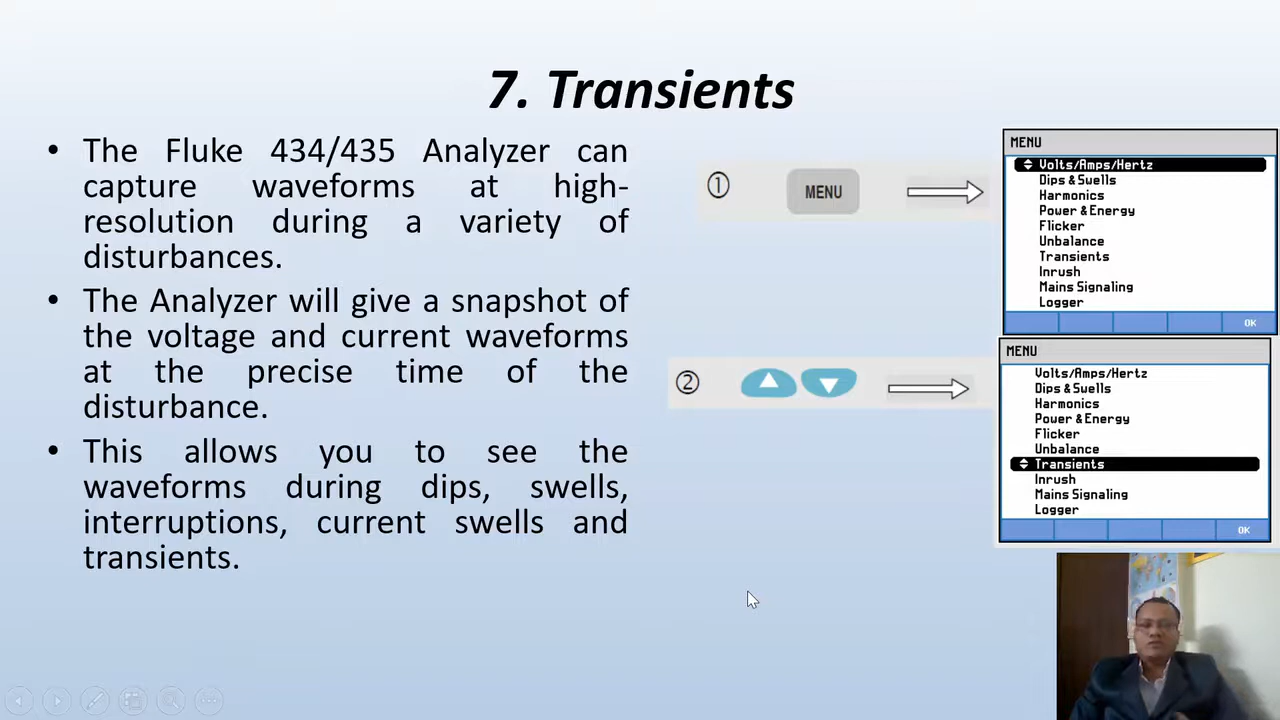 7. Transients
• The Fluke 434/435 Analyzer can
capture waveforms at high-
resolution during a variety of
disturbances.
• The Analyzer will give a snapshot of
the voltage and current waveforms
at the precise time of the
disturbance.
• This allows you to see the
waveforms during dips, swells,
interruptions, current swells and
transients.
① MENU
MENU
Volts/Amps/Hertz
Dips & Swells
Harmonics
Power & Energy
Flicker
Unbalance
Transients
Inrush
Mains Signaling
Logger
OK
②
MENU
Volts/Amps/Hertz
Dips & Swells
Harmonics
Power & Energy
Flicker
Unbalance
Transients
Inrush
Mains Signaling
Logger
OK